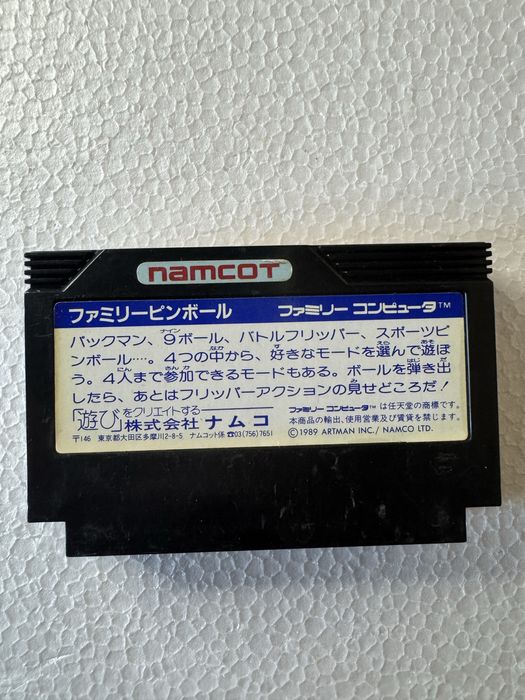 namcoT
ファミリーピンボール ファミリー コンピュータ™
パックマン、9ボール、バトルフリッパー、スポーツピ
ンボール…。4つの中から、好きなモードを選んで遊ぼ
う。4人まで参加できるモードもある。ボールを弾き出
したら、あとはフリッパーアクションの見せどころだ！
「遊び」をクリエイトする
株式会社 ナムコ
〒146 東京都大田区多摩川2-8-5 ナムコット係 ☎03(756)7651
ファミリー コンピュータ™ は任天堂の商標です。
本商品の輸出、使用営業及び賃貸を禁じます。
©1989 ARTMAN INC./ NAMCO LTD.